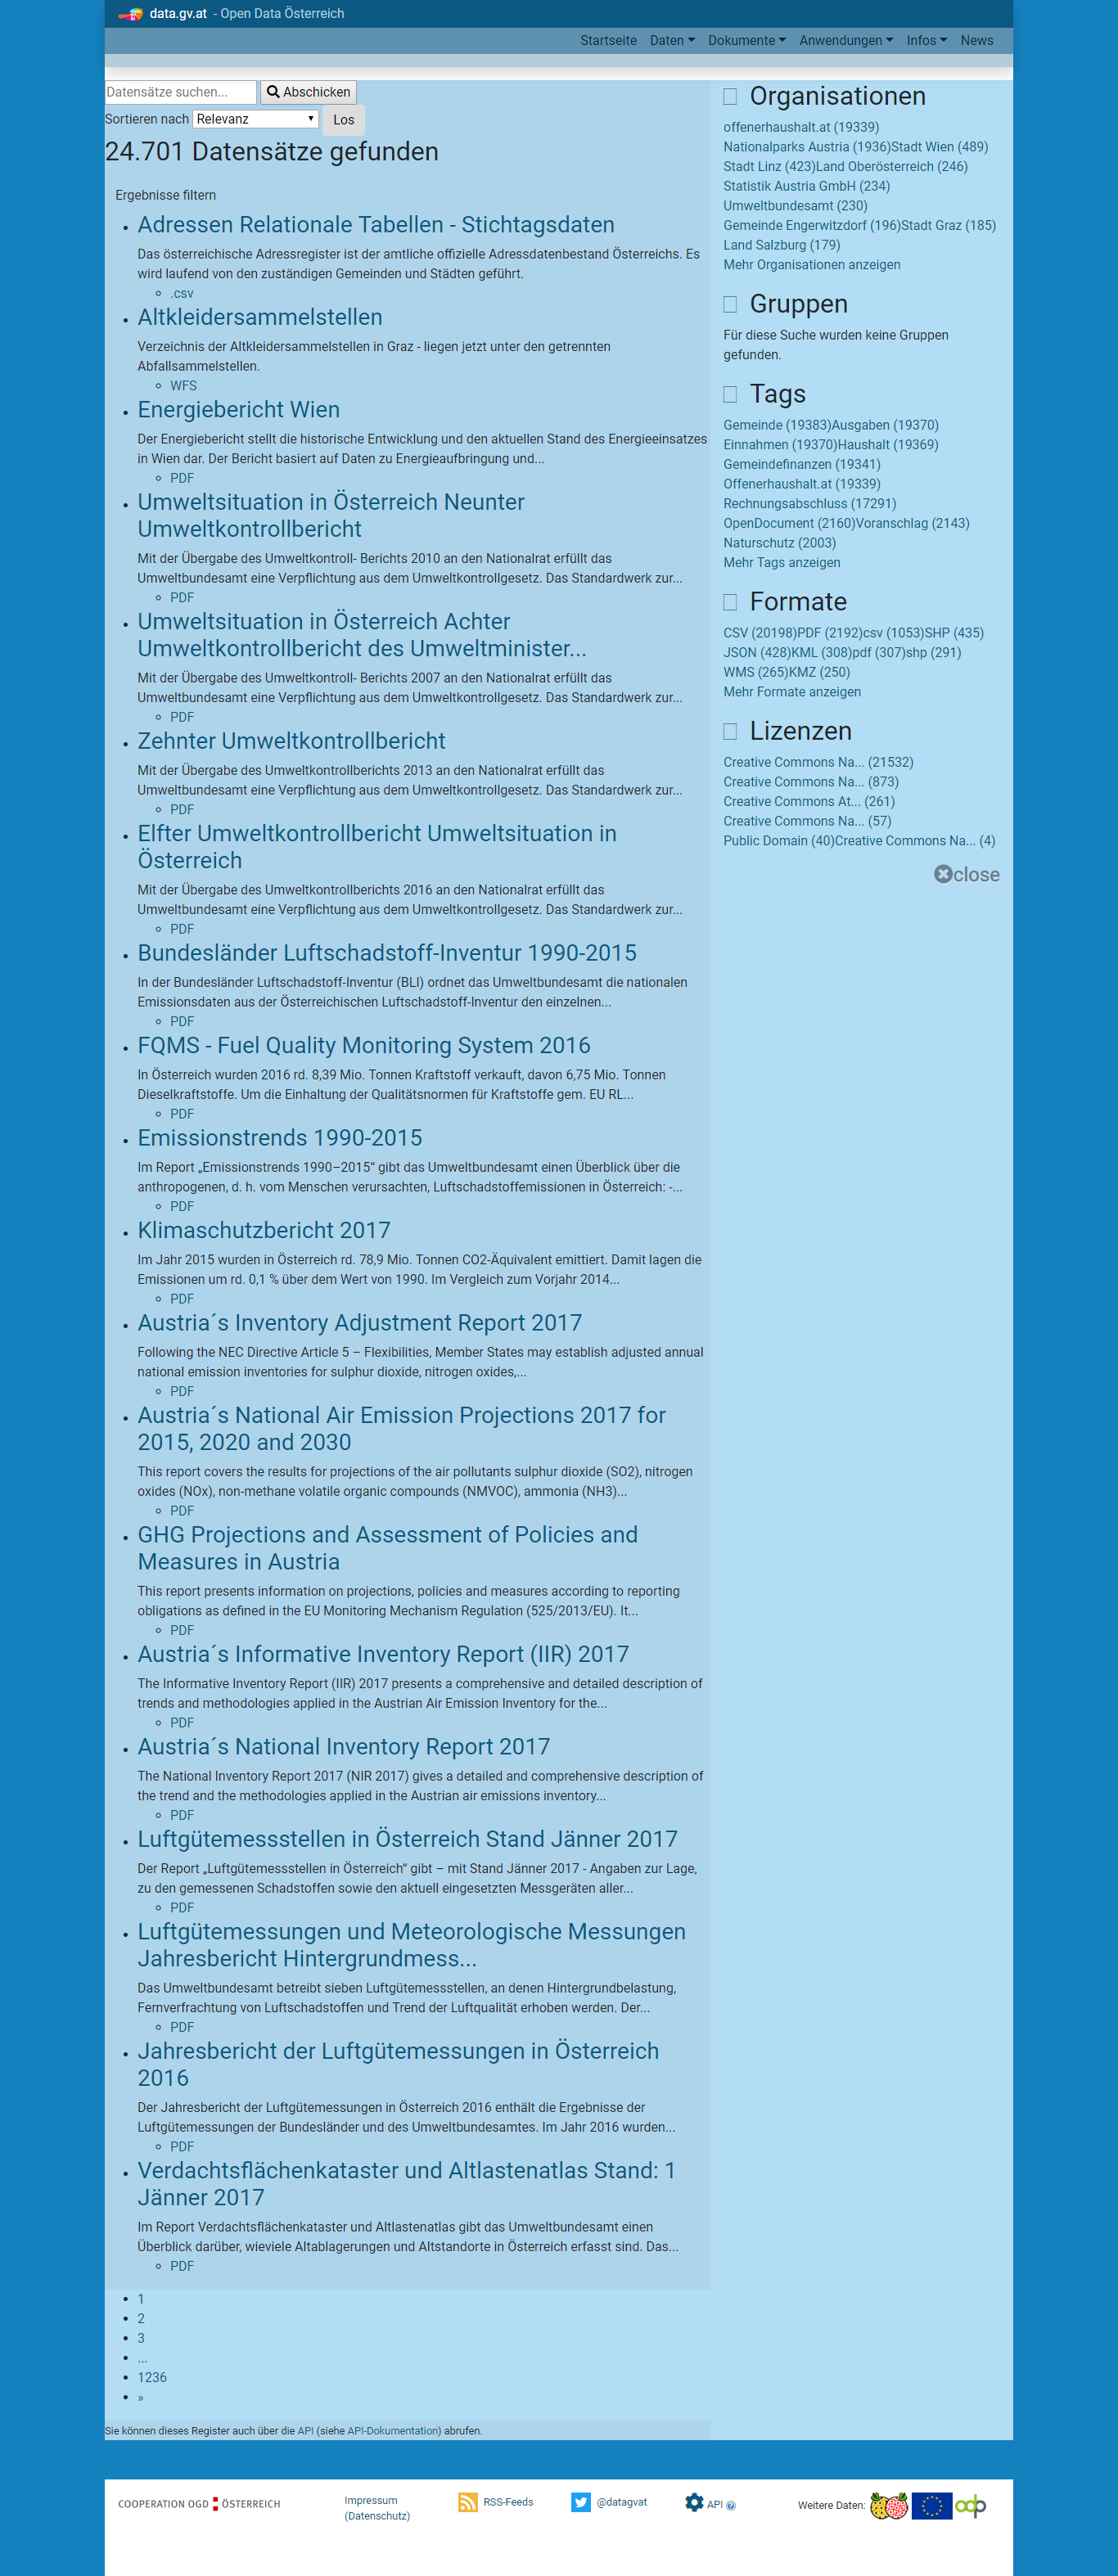 data.gv.at - Open Data Österreich
Startseite Daten Dokumente Anwendungen Infos News
Datensätze suchen... Abschicken
Sortieren nach Relevanz Los
24.701 Datensätze gefunden
Ergebnisse filtern
Adressen Relationale Tabellen - Stichtagsdaten
Das österreichische Adressregister ist der amtliche offizielle Adressdatenbestand Österreichs. Es
wird laufend von den zuständigen Gemeinden und Städten geführt.
.csv
Altkleidersammelstellen
Verzeichnis der Altkleidersammelstellen in Graz - liegen jetzt unter den getrennten
Abfallsammelstellen.
WFS
Energiebericht Wien
Der Energiebericht stellt die historische Entwicklung und den aktuellen Stand des Energieeinsatzes
in Wien dar. Der Bericht basiert auf Daten zu Energieaufbringung und...
PDF
Umweltsituation in Österreich Neunter
Umweltkontrollbericht
Mit der Übergabe des Umweltkontroll- Berichts 2010 an den Nationalrat erfüllt das
Umweltbundesamt eine Verpflichtung aus dem Umweltkontrollgesetz. Das Standardwerk zur...
PDF
Umweltsituation in Österreich Achter
Umweltkontrollbericht des Umweltminister...
Mit der Übergabe des Umweltkontroll- Berichts 2007 an den Nationalrat erfüllt das
Umweltbundesamt eine Verpflichtung aus dem Umweltkontrollgesetz. Das Standardwerk zur...
PDF
Zehnter Umweltkontrollbericht
Mit der Übergabe des Umweltkontrollberichts 2013 an den Nationalrat erfüllt das
Umweltbundesamt eine Verpflichtung aus dem Umweltkontrollgesetz. Das Standardwerk zur...
PDF
Elfter Umweltkontrollbericht Umweltsituation in
Österreich
Mit der Übergabe des Umweltkontrollberichts 2016 an den Nationalrat erfüllt das
Umweltbundesamt eine Verpflichtung aus dem Umweltkontrollgesetz. Das Standardwerk zur...
PDF
Bundesländer Luftschadstoff-Inventur 1990-2015
In der Bundesländer Luftschadstoff-Inventur (BLI) ordnet das Umweltbundesamt die nationalen
Emissionsdaten aus der Österreichischen Luftschadstoff-Inventur den einzelnen...
PDF
FQMS - Fuel Quality Monitoring System 2016
In Österreich wurden 2016 rd. 8,39 Mio. Tonnen Kraftstoff verkauft, davon 6,75 Mio. Tonnen
Dieselkraftstoffe. Um die Einhaltung der Qualitätsnormen für Kraftstoffe gem. EU RL...
PDF
Emissionstrends 1990-2015
Im Report „Emissionstrends 1990–2015“ gibt das Umweltbundesamt einen Überblick über die
anthropogenen, d. h. vom Menschen verursachten, Luftschadstoffemissionen in Österreich: -...
PDF
Klimaschutzbericht 2017
Im Jahr 2015 wurden in Österreich rd. 78,9 Mio. Tonnen CO2-Äquivalent emittiert. Damit lagen die
Emissionen um rd. 0,1 % über dem Wert von 1990. Im Vergleich zum Vorjahr 2014...
PDF
Austria´s Inventory Adjustment Report 2017
Following the NEC Directive Article 5 – Flexibilities, Member States may establish adjusted annual
national emission inventories for sulphur dioxide, nitrogen oxides,...
PDF
Austria´s National Air Emission Projections 2017 for
2015, 2020 and 2030
This report covers the results for projections of the air pollutants sulphur dioxide (SO2), nitrogen
oxides (NOx), non-methane volatile organic compounds (NMVOC), ammonia (NH3)...
PDF
GHG Projections and Assessment of Policies and
Measures in Austria
This report presents information on projections, policies and measures according to reporting
obligations as defined in the EU Monitoring Mechanism Regulation (525/2013/EU). It...
PDF
Austria´s Informative Inventory Report (IIR) 2017
The Informative Inventory Report (IIR) 2017 presents a comprehensive and detailed description of
trends and methodologies applied in the Austrian Air Emission Inventory for the...
PDF
Austria´s National Inventory Report 2017
The National Inventory Report 2017 (NIR 2017) gives a detailed and comprehensive description of
the trend and the methodologies applied in the Austrian air emissions inventory...
PDF
Luftgütemessstellen in Österreich Stand Jänner 2017
Der Report „Luftgütemessstellen in Österreich“ gibt – mit Stand Jänner 2017 - Angaben zur Lage,
zu den gemessenen Schadstoffen sowie den aktuell eingesetzten Messgeräten aller...
PDF
Luftgütemessungen und Meteorologische Messungen
Jahresbericht Hintergrundmess...
Das Umweltbundesamt betreibt sieben Luftgütemessstellen, an denen Hintergrundbelastung,
Fernverfrachtung von Luftschadstoffen und Trend der Luftqualität erhoben werden. Der...
PDF
Jahresbericht der Luftgütemessungen in Österreich
2016
Der Jahresbericht der Luftgütemessungen in Österreich 2016 enthält die Ergebnisse der
Luftgütemessungen der Bundesländer und des Umweltbundesamtes. Im Jahr 2016 wurden...
PDF
Verdachtsflächenkataster und Altlastenatlas Stand: 1
Jänner 2017
Im Report Verdachtsflächenkataster und Altlastenatlas gibt das Umweltbundesamt einen
Überblick darüber, wieviele Altablagerungen und Altstandorte in Österreich erfasst sind. Das...
PDF
1
2
3
...
1236
»
Sie können dieses Register auch über die API (siehe API-Dokumentation) abrufen.
Organisationen
offenerhaushalt.at (19339)
Nationalparks Austria (1936)Stadt Wien (489)
Stadt Linz (423)Land Oberösterreich (246)
Statistik Austria GmbH (234)
Umweltbundesamt (230)
Gemeinde Engerwitzdorf (196)Stadt Graz (185)
Land Salzburg (179)
Mehr Organisationen anzeigen
Gruppen
Für diese Suche wurden keine Gruppen
gefunden.
Tags
Gemeinde (19383)Ausgaben (19370)
Einnahmen (19370)Haushalt (19369)
Gemeindefinanzen (19341)
Offenerhaushalt.at (19339)
Rechnungsabschluss (17291)
OpenDocument (2160)Voranschlag (2143)
Naturschutz (2003)
Mehr Tags anzeigen
Formate
CSV (20198)PDF (2192)csv (1053)SHP (435)
JSON (428)KML (308)pdf (307)shp (291)
WMS (265)KMZ (250)
Mehr Formate anzeigen
Lizenzen
Creative Commons Na... (21532)
Creative Commons Na... (873)
Creative Commons At... (261)
Creative Commons Na... (57)
Public Domain (40)Creative Commons Na... (4)
close
COOPERATION OGD ÖSTERREICH
Impressum
(Datenschutz)
RSS-Feeds
@datagvat
API
Weitere Daten:
odp